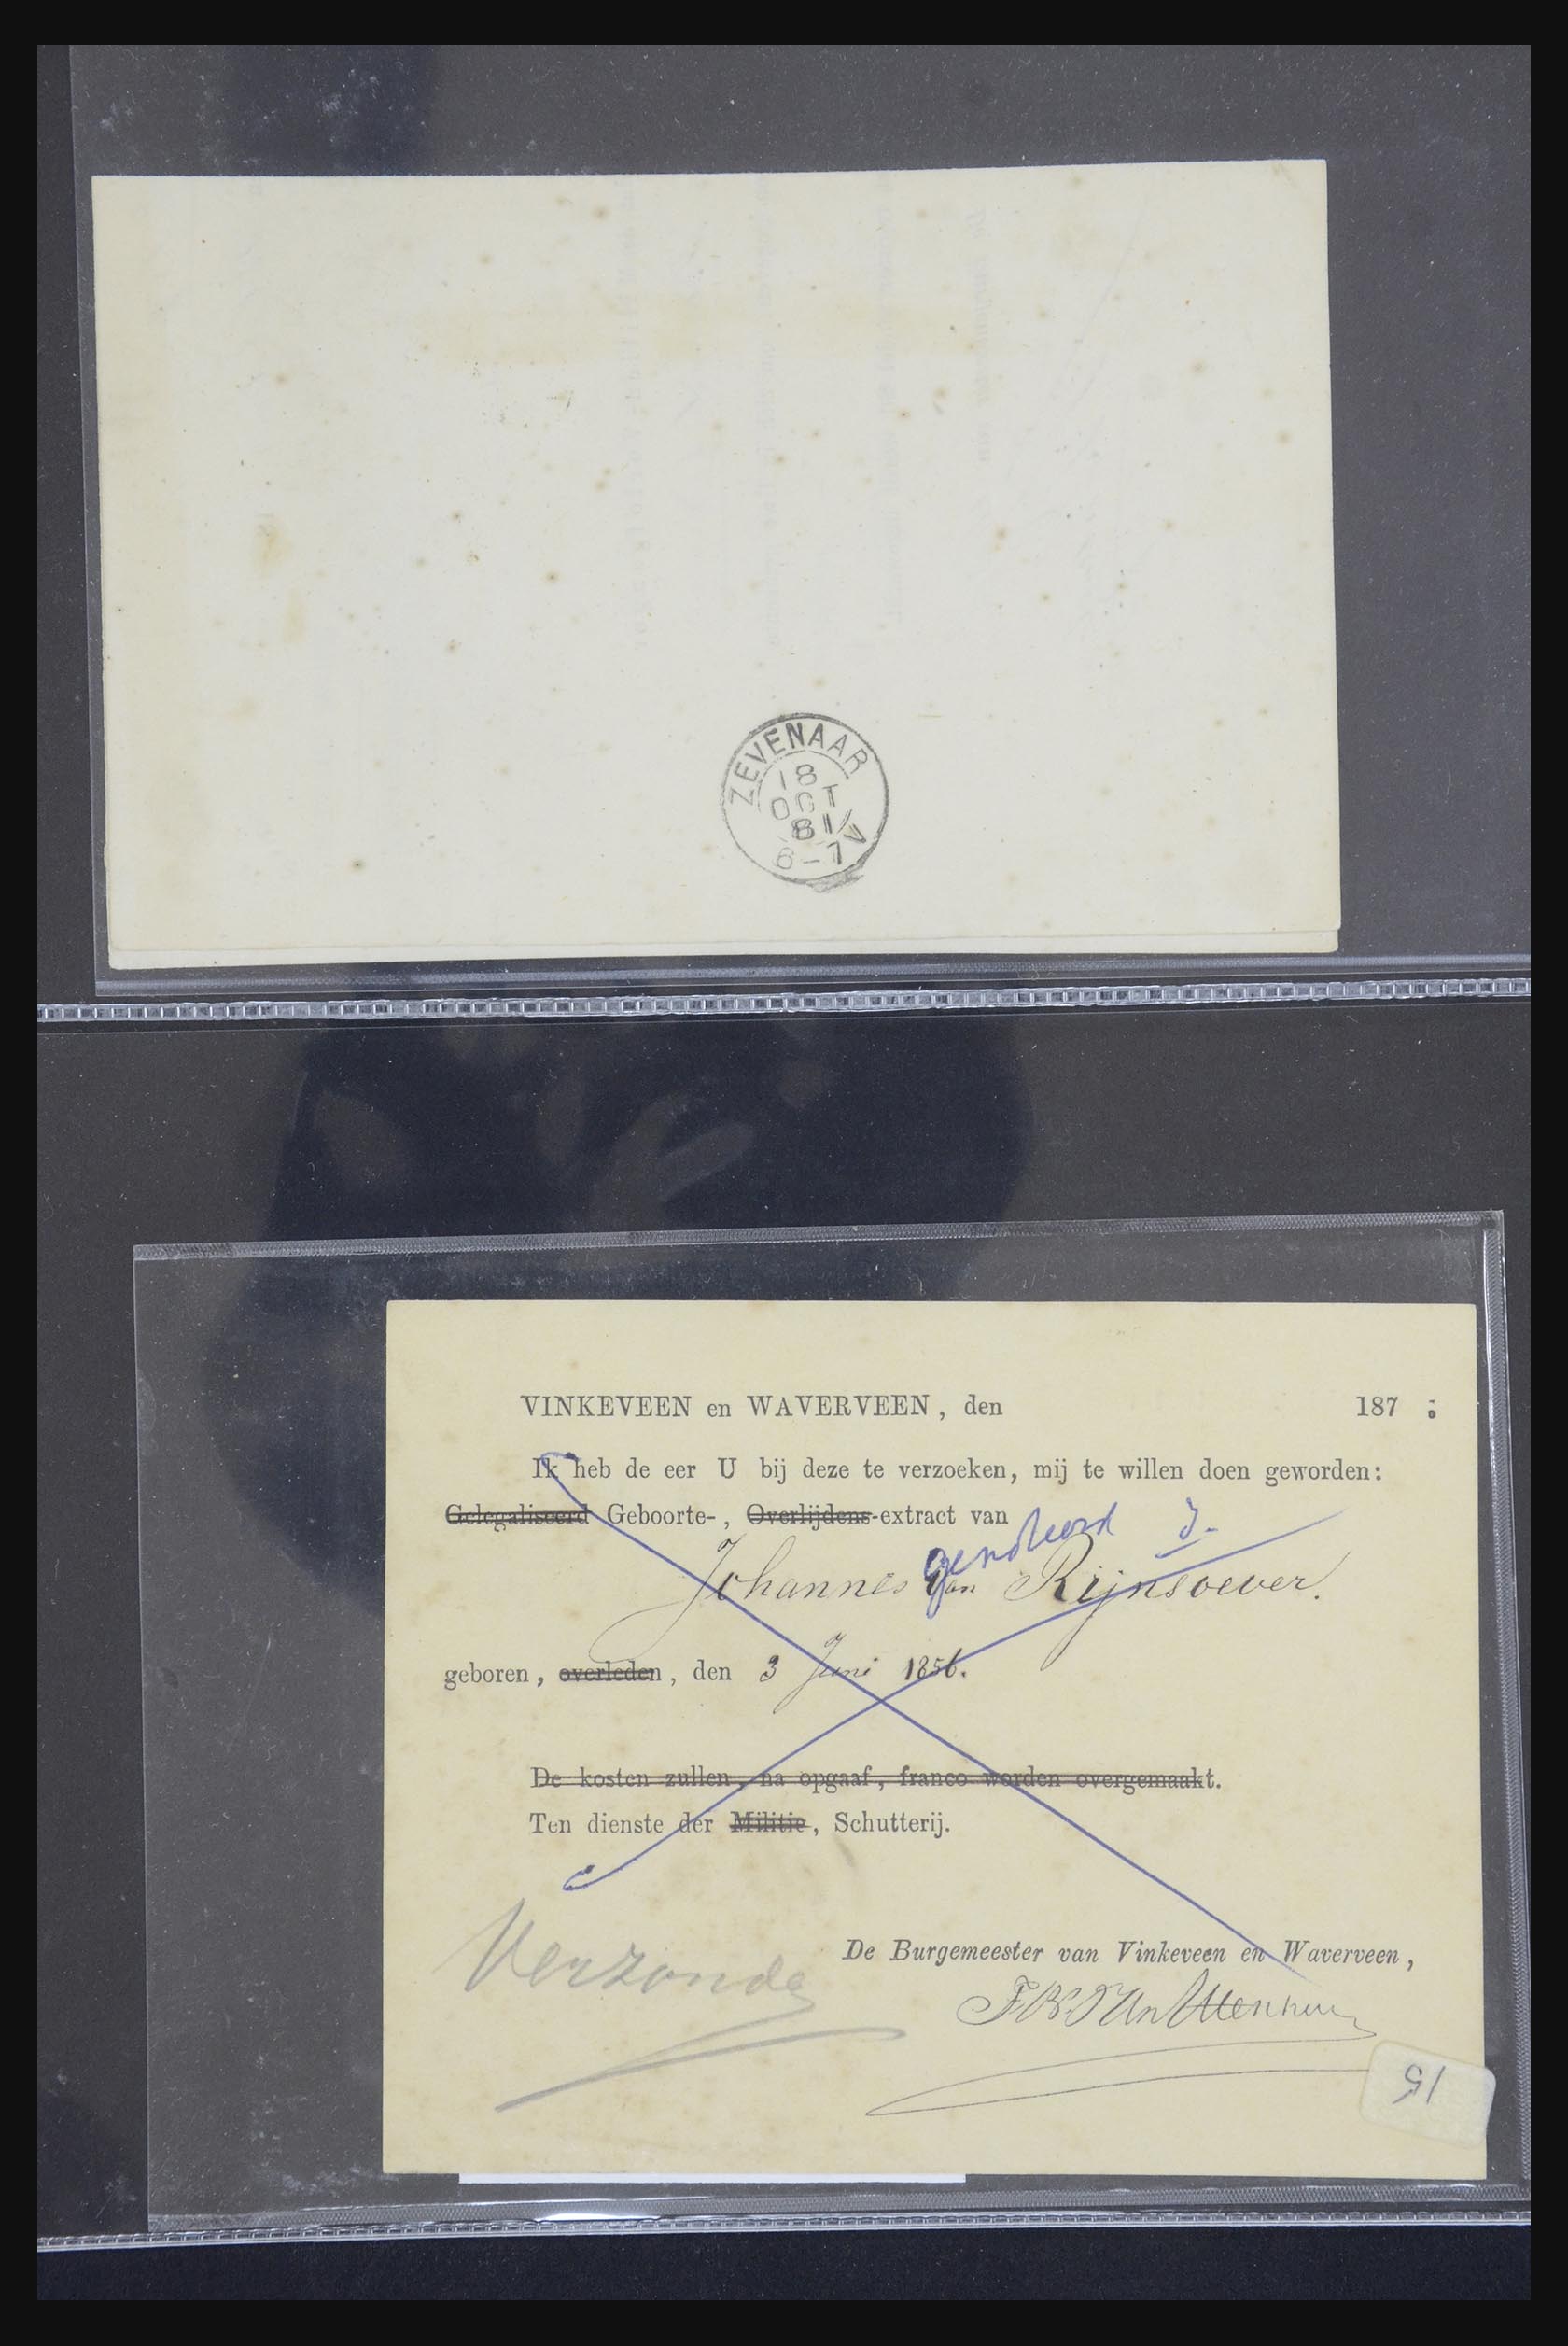 ZEVENAAR
18
OCT
81
6-7V
VINKEVEEN en WAVERVEEN, den 187 :
Ik heb de eer U bij deze te verzoeken, mij te willen doen geworden:
Gelegaliseerd Geboorte-, Overlijdens-extract van
genoteerd
Johannes van Rijnsoever.
geboren, overleden, den 3 Juni 1856.
De kosten zullen, na opgaaf, franco worden overgemaakt.
Ten dienste der Militie, Schutterij.
Verzonden
De Burgemeester van Vinkeveen en Waverveen,
15